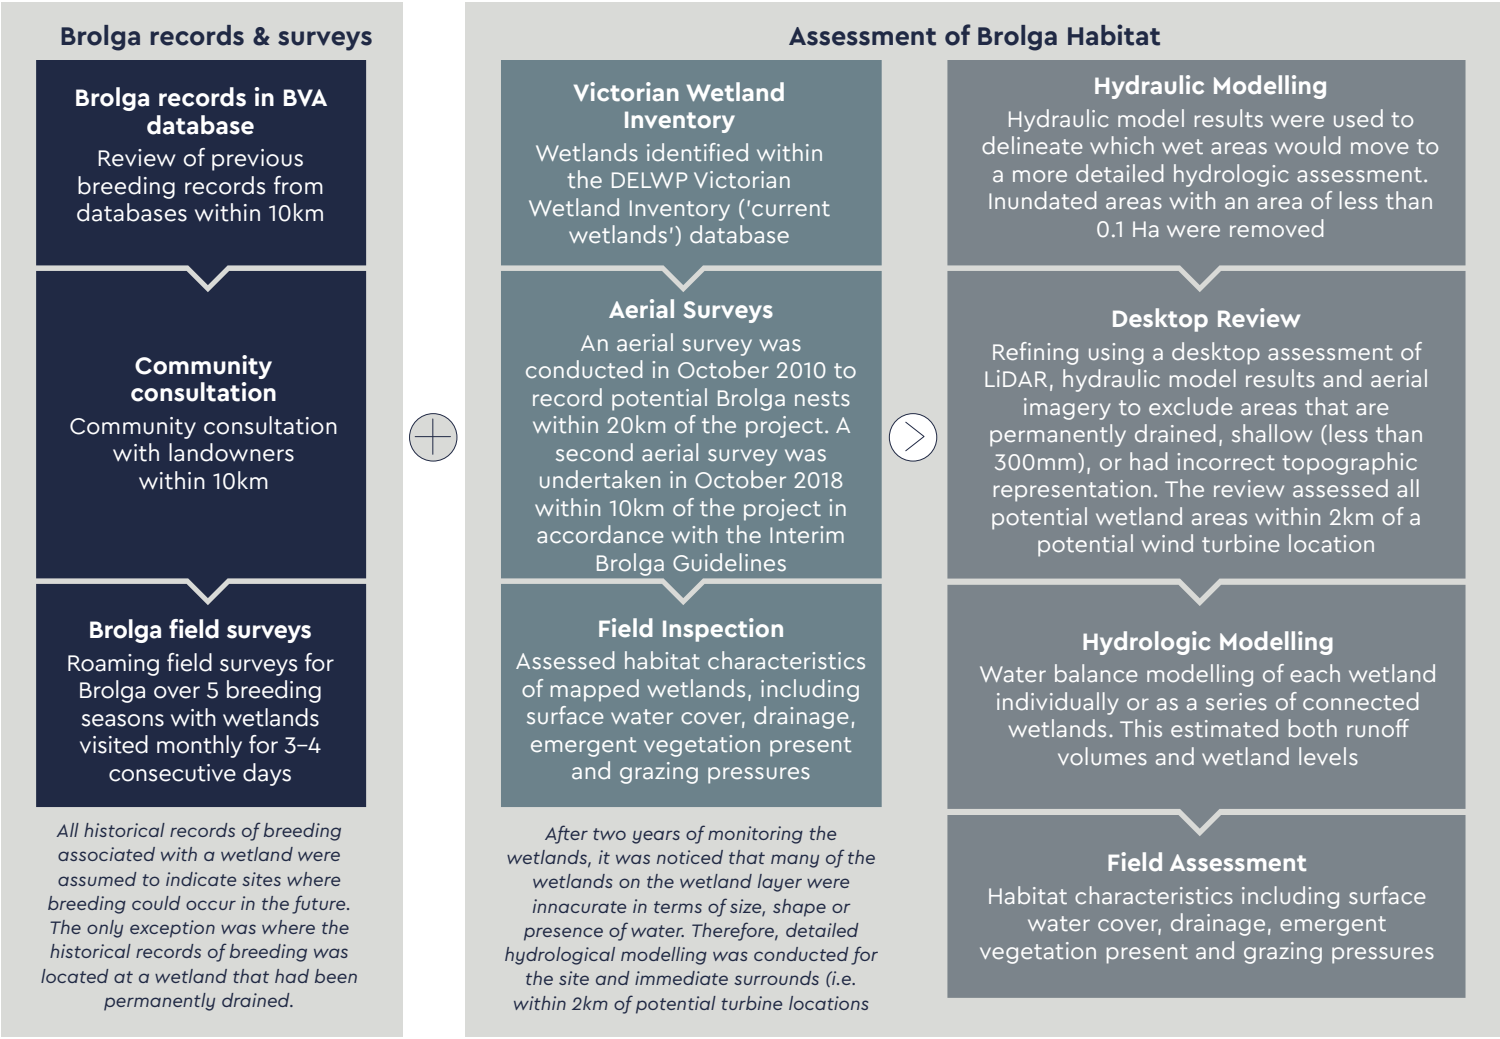 Brolga records & surveys
Brolga records in BVA
database
Review of previous
breeding records from
databases within 10km
Community
consultation
Community consultation
with landowners
within 10km
Brolga field surveys
Roaming field surveys for
Brolga over 5 breeding
seasons with wetlands
visited monthly for 3–4
consecutive days
All historical records of breeding
associated with a wetland were
assumed to indicate sites where
breeding could occur in the future.
The only exception was where the
historical records of breeding was
located at a wetland that had been
permanently drained.
Assessment of Brolga Habitat
Victorian Wetland
Inventory
Wetlands identified within
the DELWP Victorian
Wetland Inventory ('current
wetlands') database
Aerial Surveys
An aerial survey was
conducted in October 2010 to
record potential Brolga nests
within 20km of the project. A
second aerial survey was
undertaken in October 2018
within 10km of the project in
accordance with the Interim
Brolga Guidelines
Field Inspection
Assessed habitat characteristics
of mapped wetlands, including
surface water cover, drainage,
emergent vegetation present
and grazing pressures
After two years of monitoring the
wetlands, it was noticed that many of the
wetlands on the wetland layer were
innacurate in terms of size, shape or
presence of water. Therefore, detailed
hydrological modelling was conducted for
the site and immediate surrounds (i.e.
within 2km of potential turbine locations
Hydraulic Modelling
Hydraulic model results were used to
delineate which wet areas would move to
a more detailed hydrologic assessment.
Inundated areas with an area of less than
0.1 Ha were removed
Desktop Review
Refining using a desktop assessment of
LiDAR, hydraulic model results and aerial
imagery to exclude areas that are
permanently drained, shallow (less than
300mm), or had incorrect topographic
representation. The review assessed all
potential wetland areas within 2km of a
potential wind turbine location
Hydrologic Modelling
Water balance modelling of each wetland
individually or as a series of connected
wetlands. This estimated both runoff
volumes and wetland levels
Field Assessment
Habitat characteristics including surface
water cover, drainage, emergent
vegetation present and grazing pressures